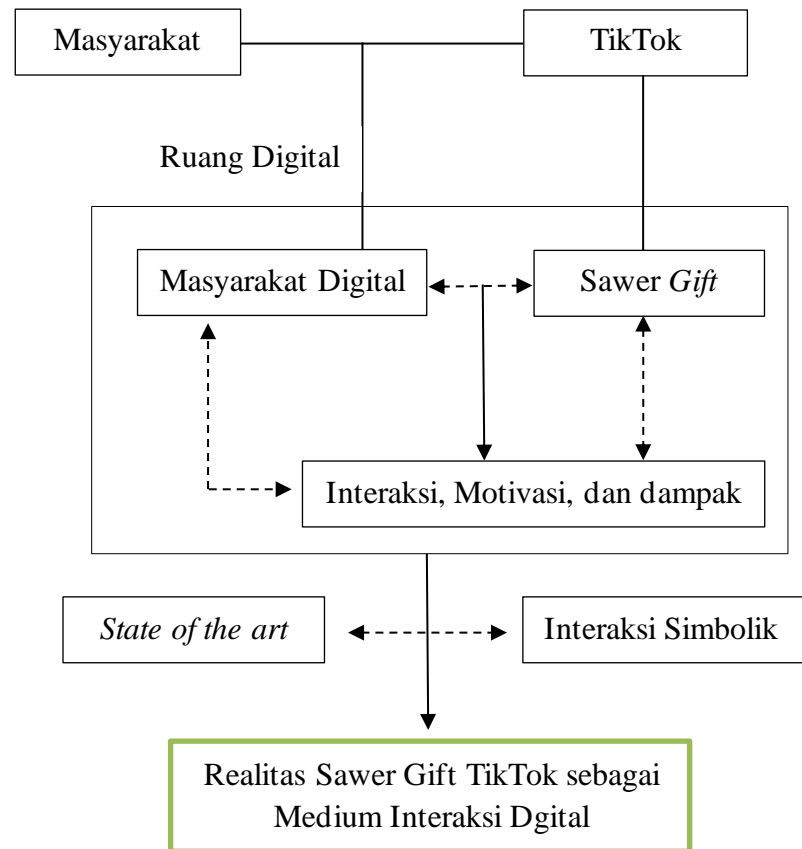 Masyarakat
TikTok
Ruang Digital
Masyarakat Digital
Sawer Gift
Interaksi, Motivasi, dan dampak
State of the art
Interaksi Simbolik
Realitas Sawer Gift TikTok sebagai
Medium Interaksi Dgital